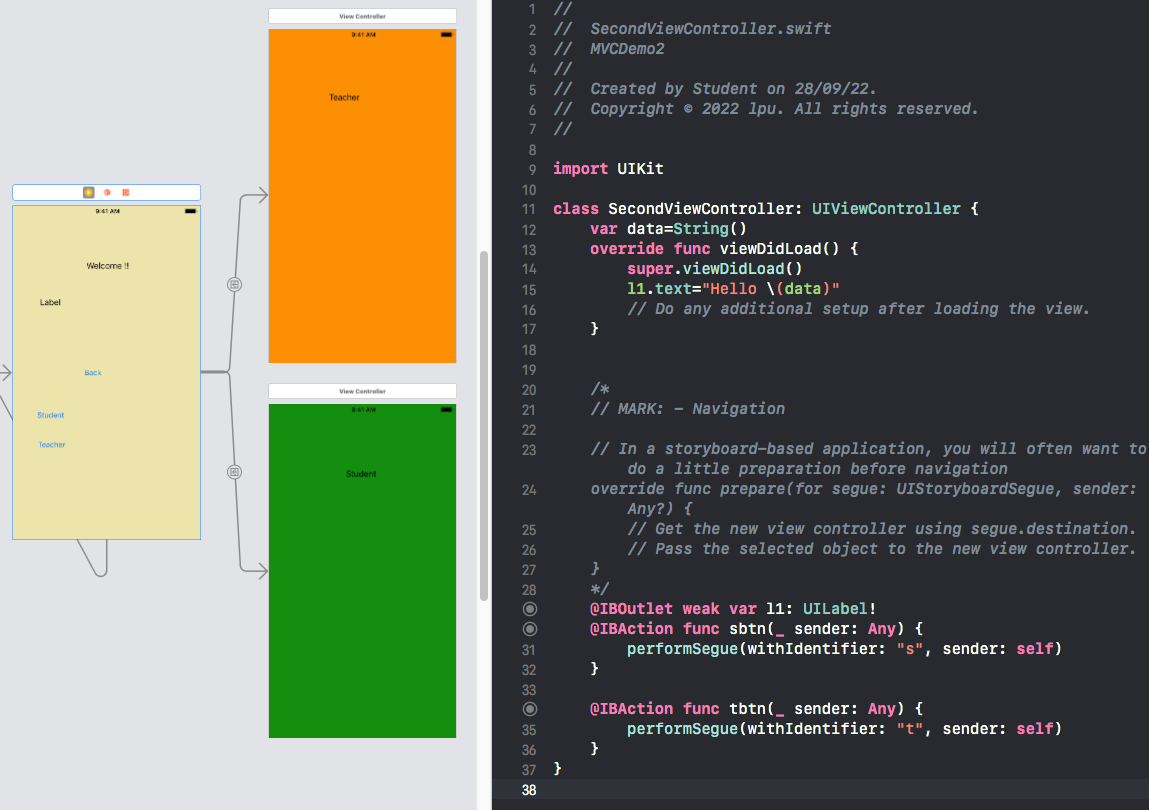 View Controller
9:41 AM
Teacher
9:41 AM
Welcome !!
Label
Back
Student
Teacher
View Controller
9:41 AM
Student
1 //
2 // SecondViewController.swift
3 // MVCDemo2
4 //
5 // Created by Student on 28/09/22.
6 // Copyright © 2022 lpu. All rights reserved.
7 //
8
9 import UIKit
10
11 class SecondViewController: UIViewController {
12 var data=String()
13 override func viewDidLoad() {
14 super.viewDidLoad()
15 l1.text="Hello \(data)"
16 // Do any additional setup after loading the view.
17 }
18
19
20 /*
21 // MARK: - Navigation
22
23 // In a storyboard-based application, you will often want to
do a little preparation before navigation
24 override func prepare(for segue: UIStoryboardSegue, sender:
Any?) {
25 // Get the new view controller using segue.destination.
26 // Pass the selected object to the new view controller.
27 }
28 */
@IBOutlet weak var l1: UILabel!
@IBAction func sbtn(_ sender: Any) {
31 performSegue(withIdentifier: "s", sender: self)
32 }
33
@IBAction func tbtn(_ sender: Any) {
35 performSegue(withIdentifier: "t", sender: self)
36 }
37 }
38